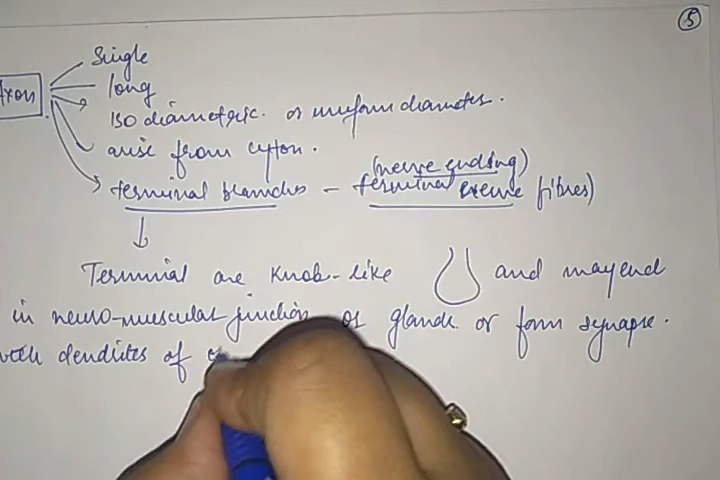 5
Single
long
Axon
Iso diametric or uniform diameter.
arise from cyton.
(nerve ending)
terminal branches - terminal nerve fibres)
Terminal are knob-like and may end
in neuro-muscular junction or glands or form synapse.
with dendrites of